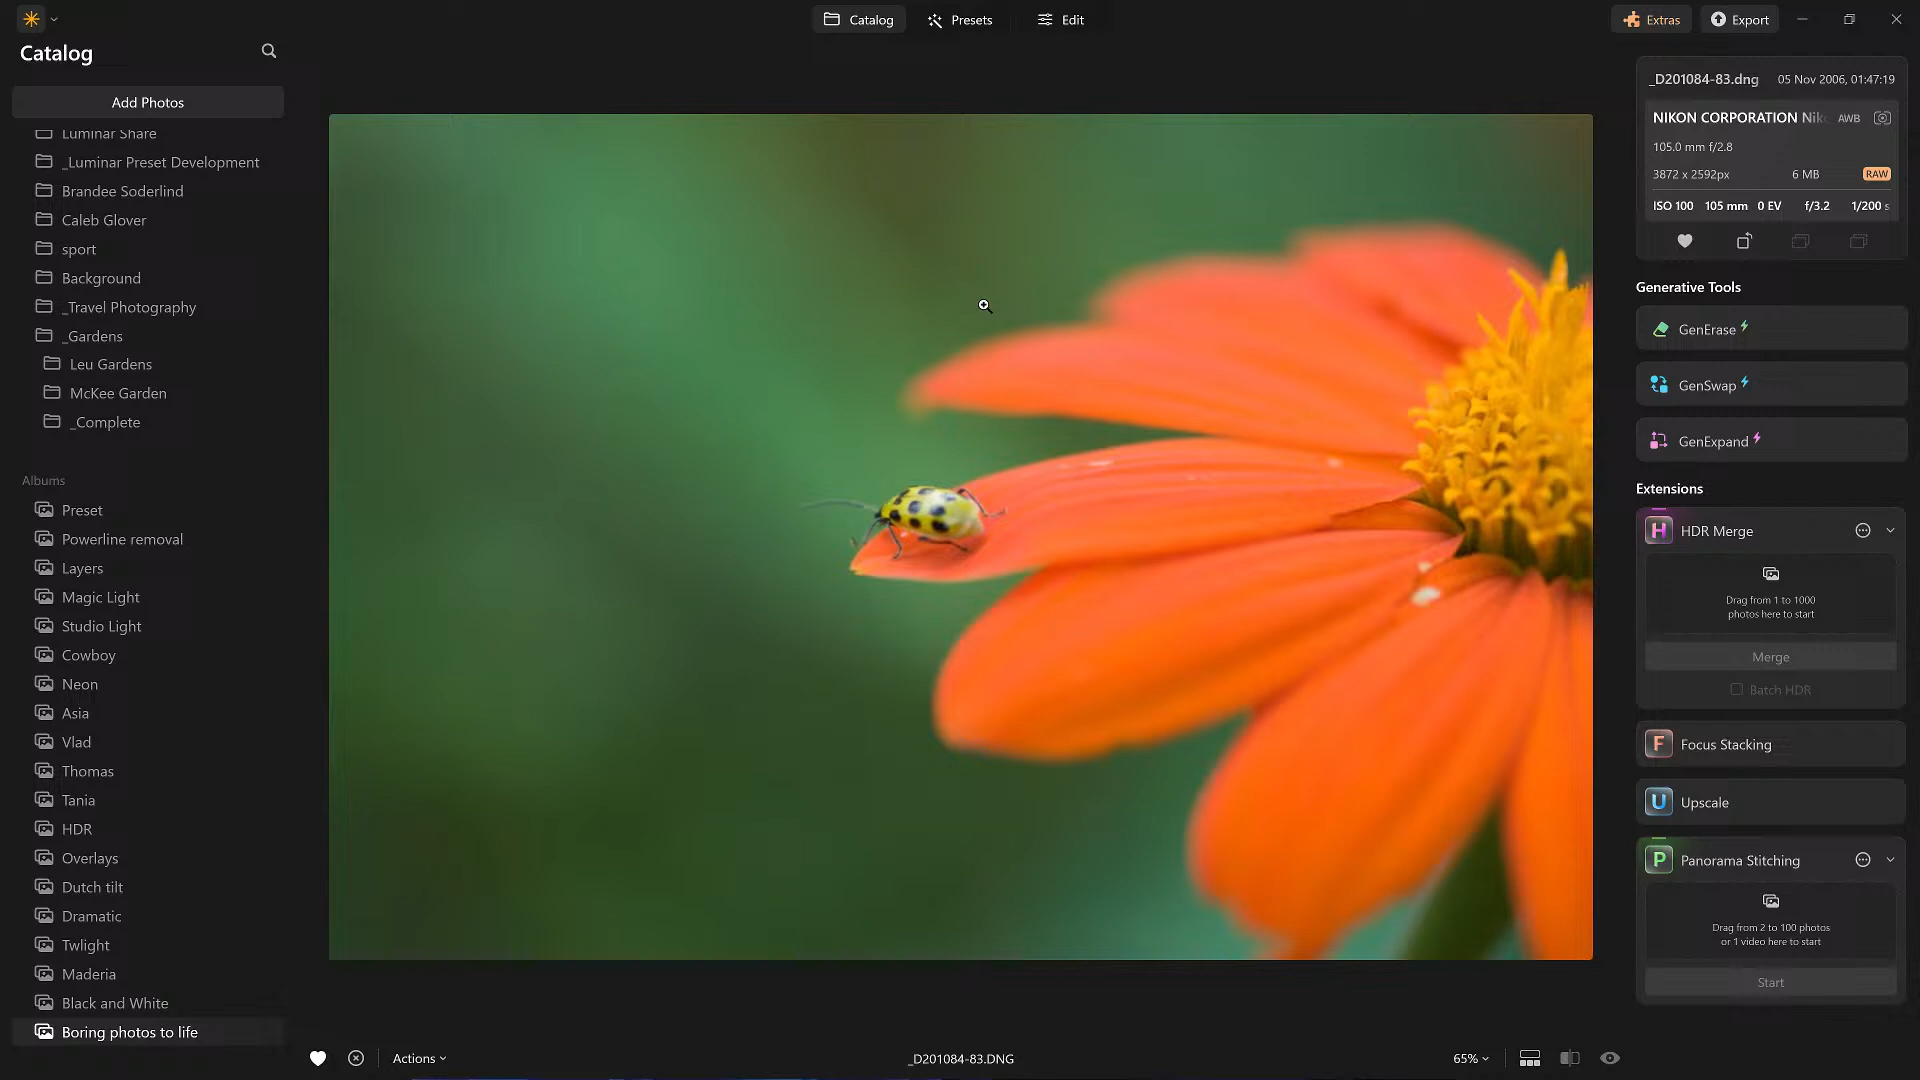 Catalog
Presets
Edit
Extras
Export
Catalog
Add Photos
Luminar Share
_Luminar Preset Development
Brandee Soderlind
Caleb Glover
sport
Background
_Travel Photography
_Gardens
Leu Gardens
McKee Garden
_Complete
Albums
Preset
Powerline removal
Layers
Magic Light
Studio Light
Cowboy
Neon
Asia
Vlad
Thomas
Tania
HDR
Overlays
Dutch tilt
Dramatic
Twlight
Maderia
Black and White
Boring photos to life
Actions
_D201084-83.DNG
65%
_D201084-83.dng 05 Nov 2006, 01:47:19
NIKON CORPORATION Nik AWB
105.0 mm f/2.8
3872 x 2592px 6 MB RAW
ISO 100 105 mm 0 EV f/3.2 1/200 s
Generative Tools
GenErase
GenSwap
GenExpand
Extensions
H HDR Merge
Drag from 1 to 1000
photos here to start
Merge
Batch HDR
F Focus Stacking
U Upscale
P Panorama Stitching
Drag from 2 to 100 photos
or 1 video here to start
Start